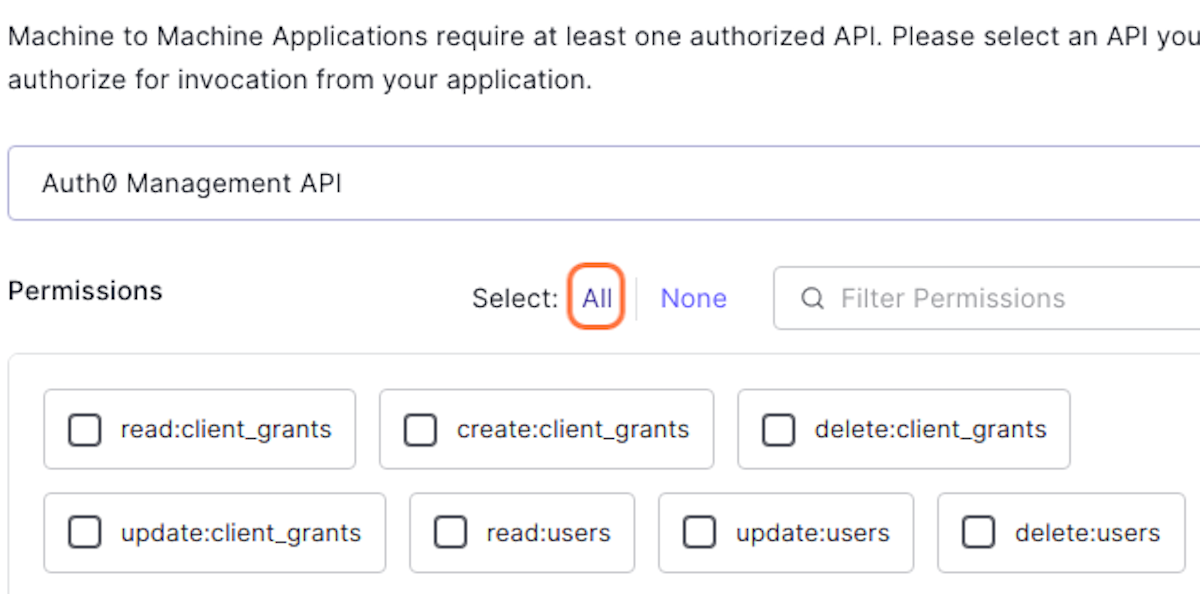 Machine to Machine Applications require at least one authorized API. Please select an API you
authorize for invocation from your application.
Auth0 Management API
Permissions Select: All None Filter Permissions
read:client_grants create:client_grants delete:client_grants
update:client_grants read:users update:users delete:users